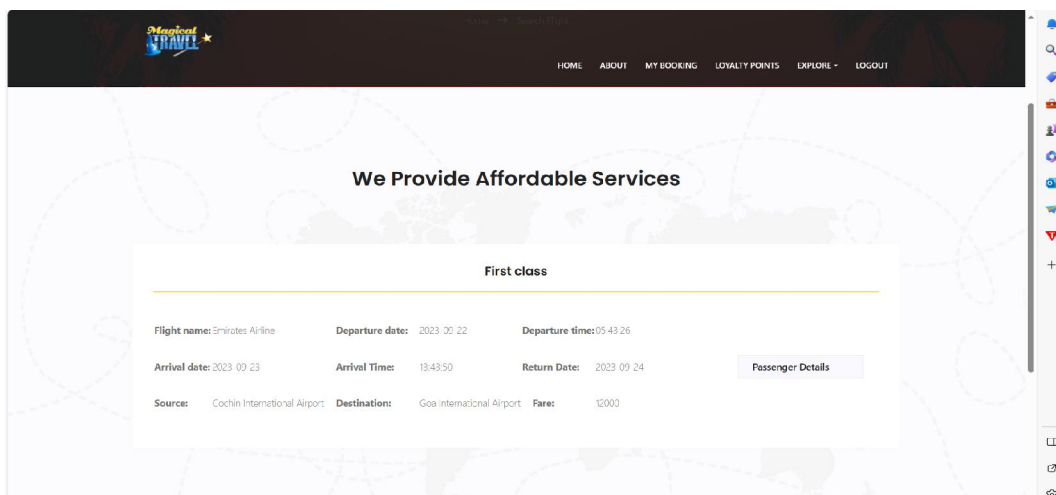 Home → Search Flight
Magical
TRAVEL
HOME ABOUT MY BOOKING LOYALTY POINTS EXPLORE LOGOUT
We Provide Affordable Services
First class
Flight name: Emirates Airline Departure date: 2023-09-22 Departure time: 05:43:26
Arrival date: 2023-09-23 Arrival Time: 13:43:50 Return Date: 2023-09-24 Passenger Details
Source: Cochin International Airport Destination: Goa International Airport Fare: 12000